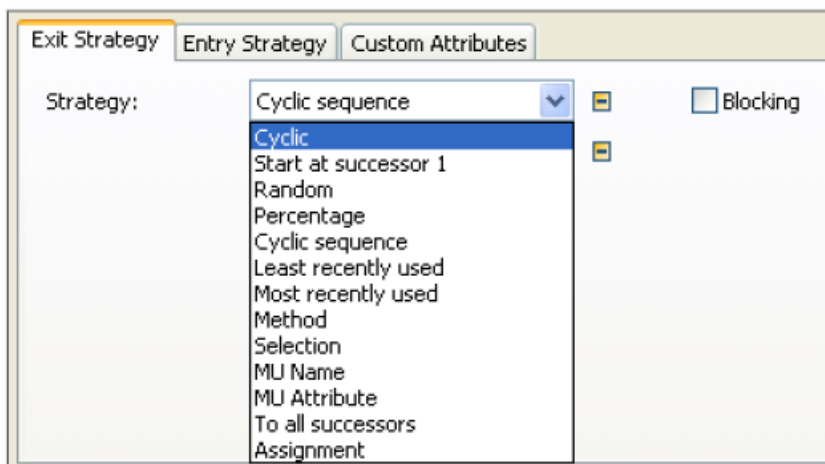 Exit Strategy Entry Strategy Custom Attributes
Strategy: Cyclic sequence Blocking
Cyclic
Start at successor 1
Random
Percentage
Cyclic sequence
Least recently used
Most recently used
Method
Selection
MU Name
MU Attribute
To all successors
Assignment